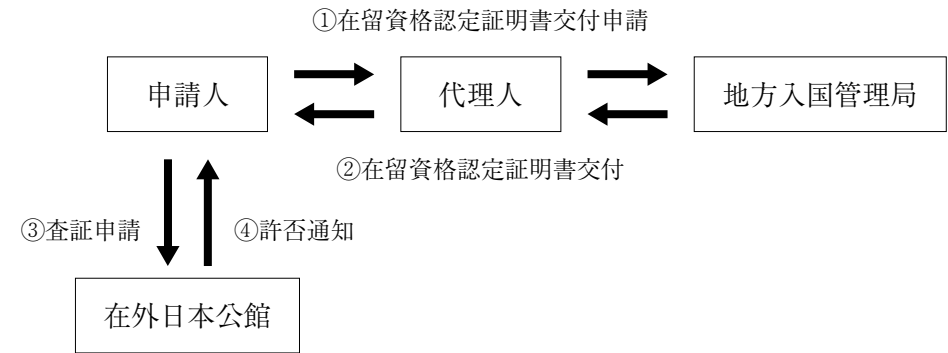 ①在留資格認定証明書交付申請
申請人
代理人
地方入国管理局
②在留資格認定証明書交付
③査証申請
④許否通知
在外日本公館